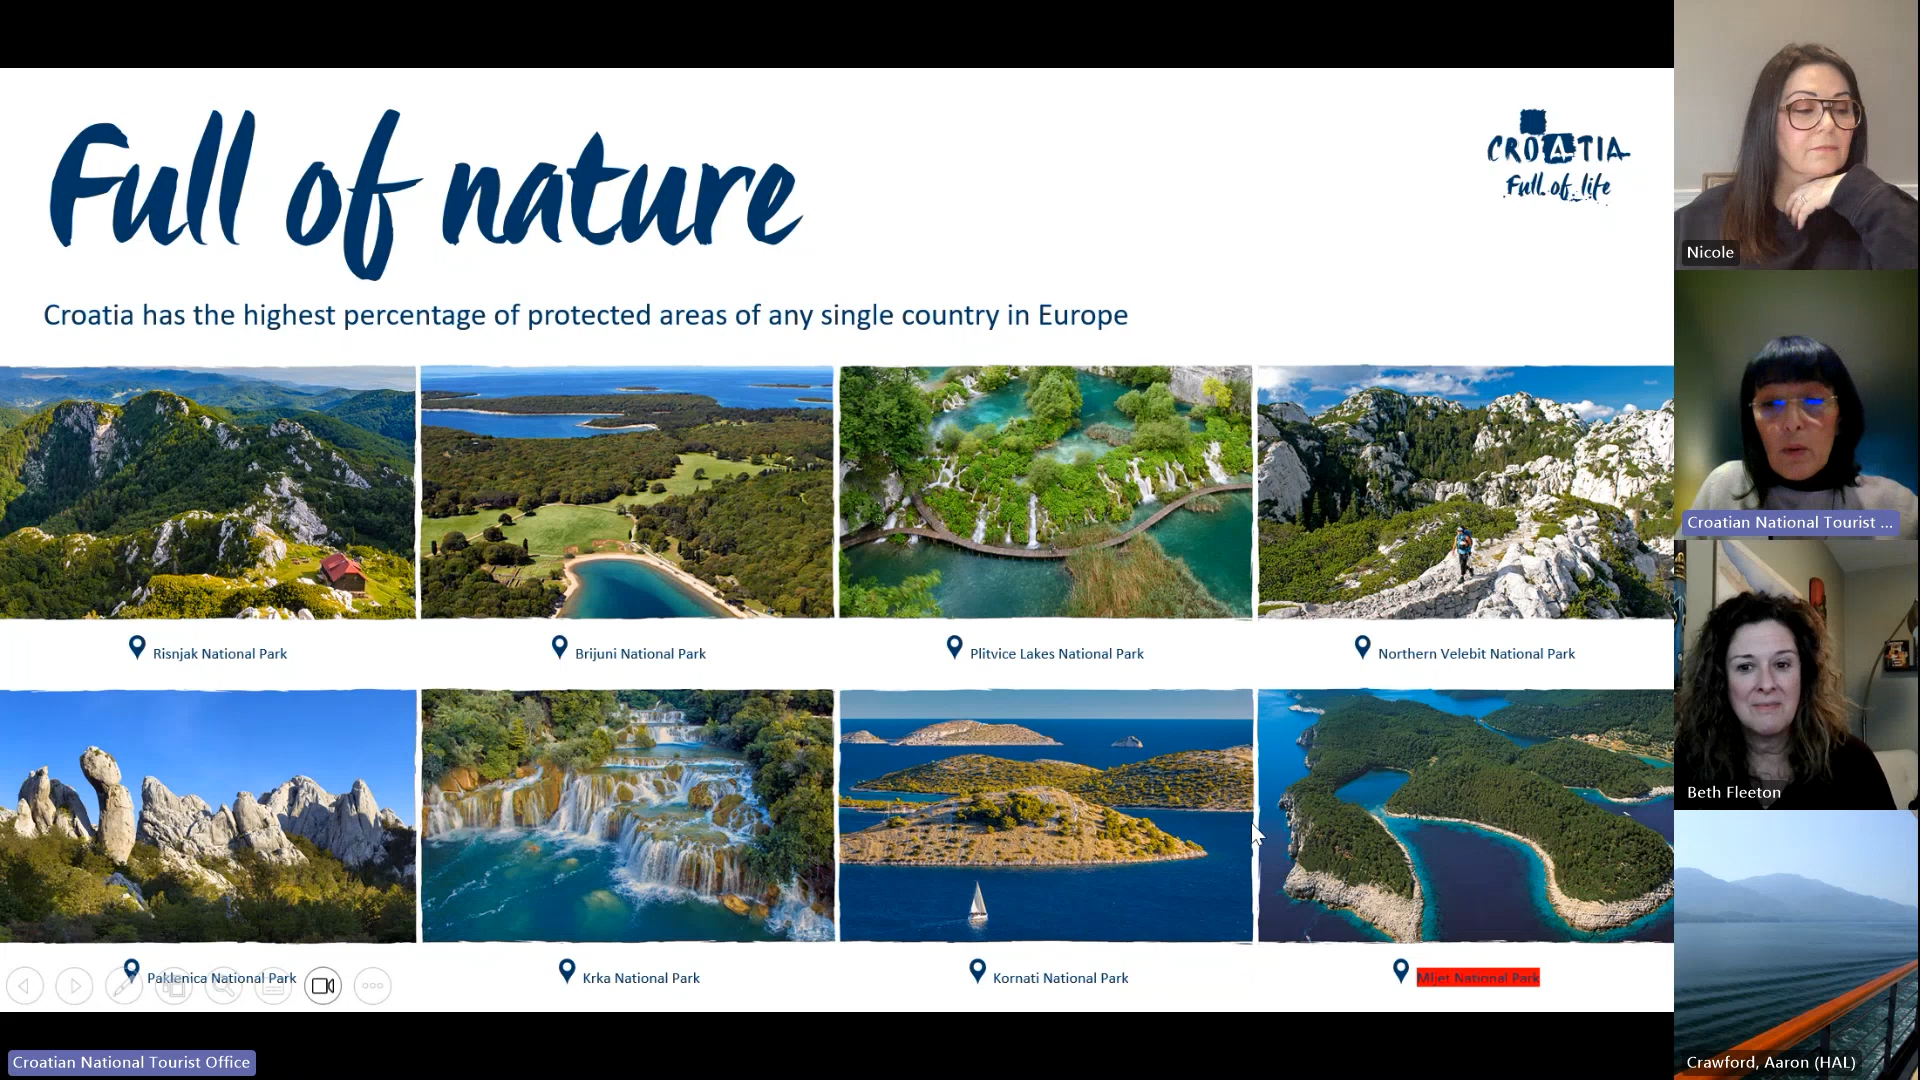 Full of nature
CROATIA
Full of life
Croatia has the highest percentage of protected areas of any single country in Europe
Risnjak National Park
Brijuni National Park
Plitvice Lakes National Park
Northern Velebit National Park
Paklenica National Park
Krka National Park
Kornati National Park
Mljet National Park
Croatian National Tourist Office
Nicole
Croatian National Tourist ...
Beth Fleeton
Crawford, Aaron (HAL)